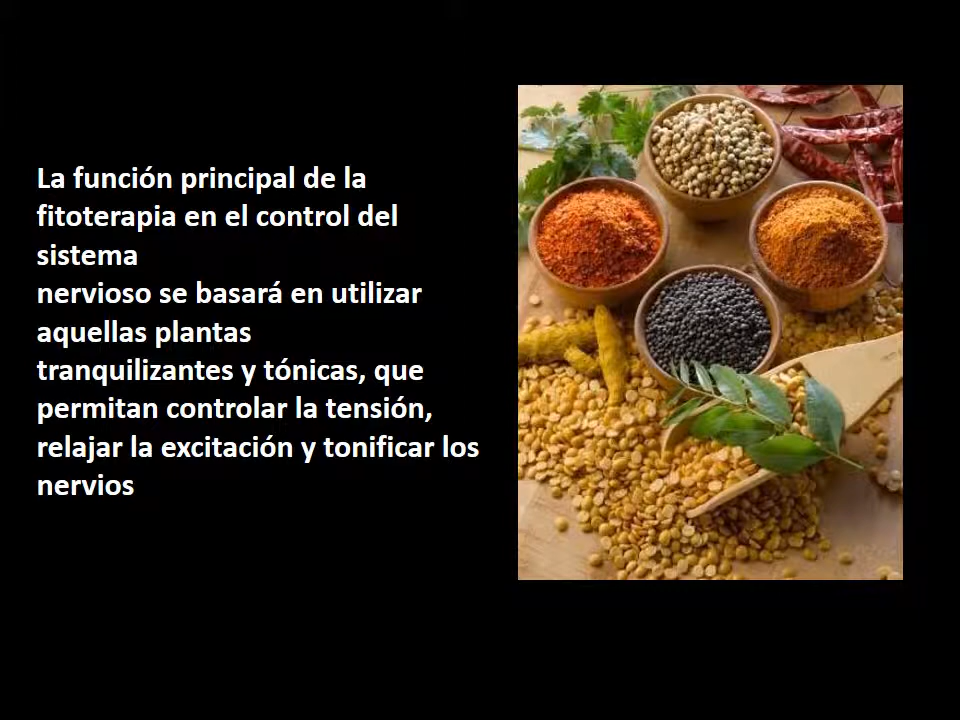 La función principal de la
fitoterapia en el control del
sistema
nervioso se basará en utilizar
aquellas plantas
tranquilizantes y tónicas, que
permitan controlar la tensión,
relajar la excitación y tonificar los
nervios